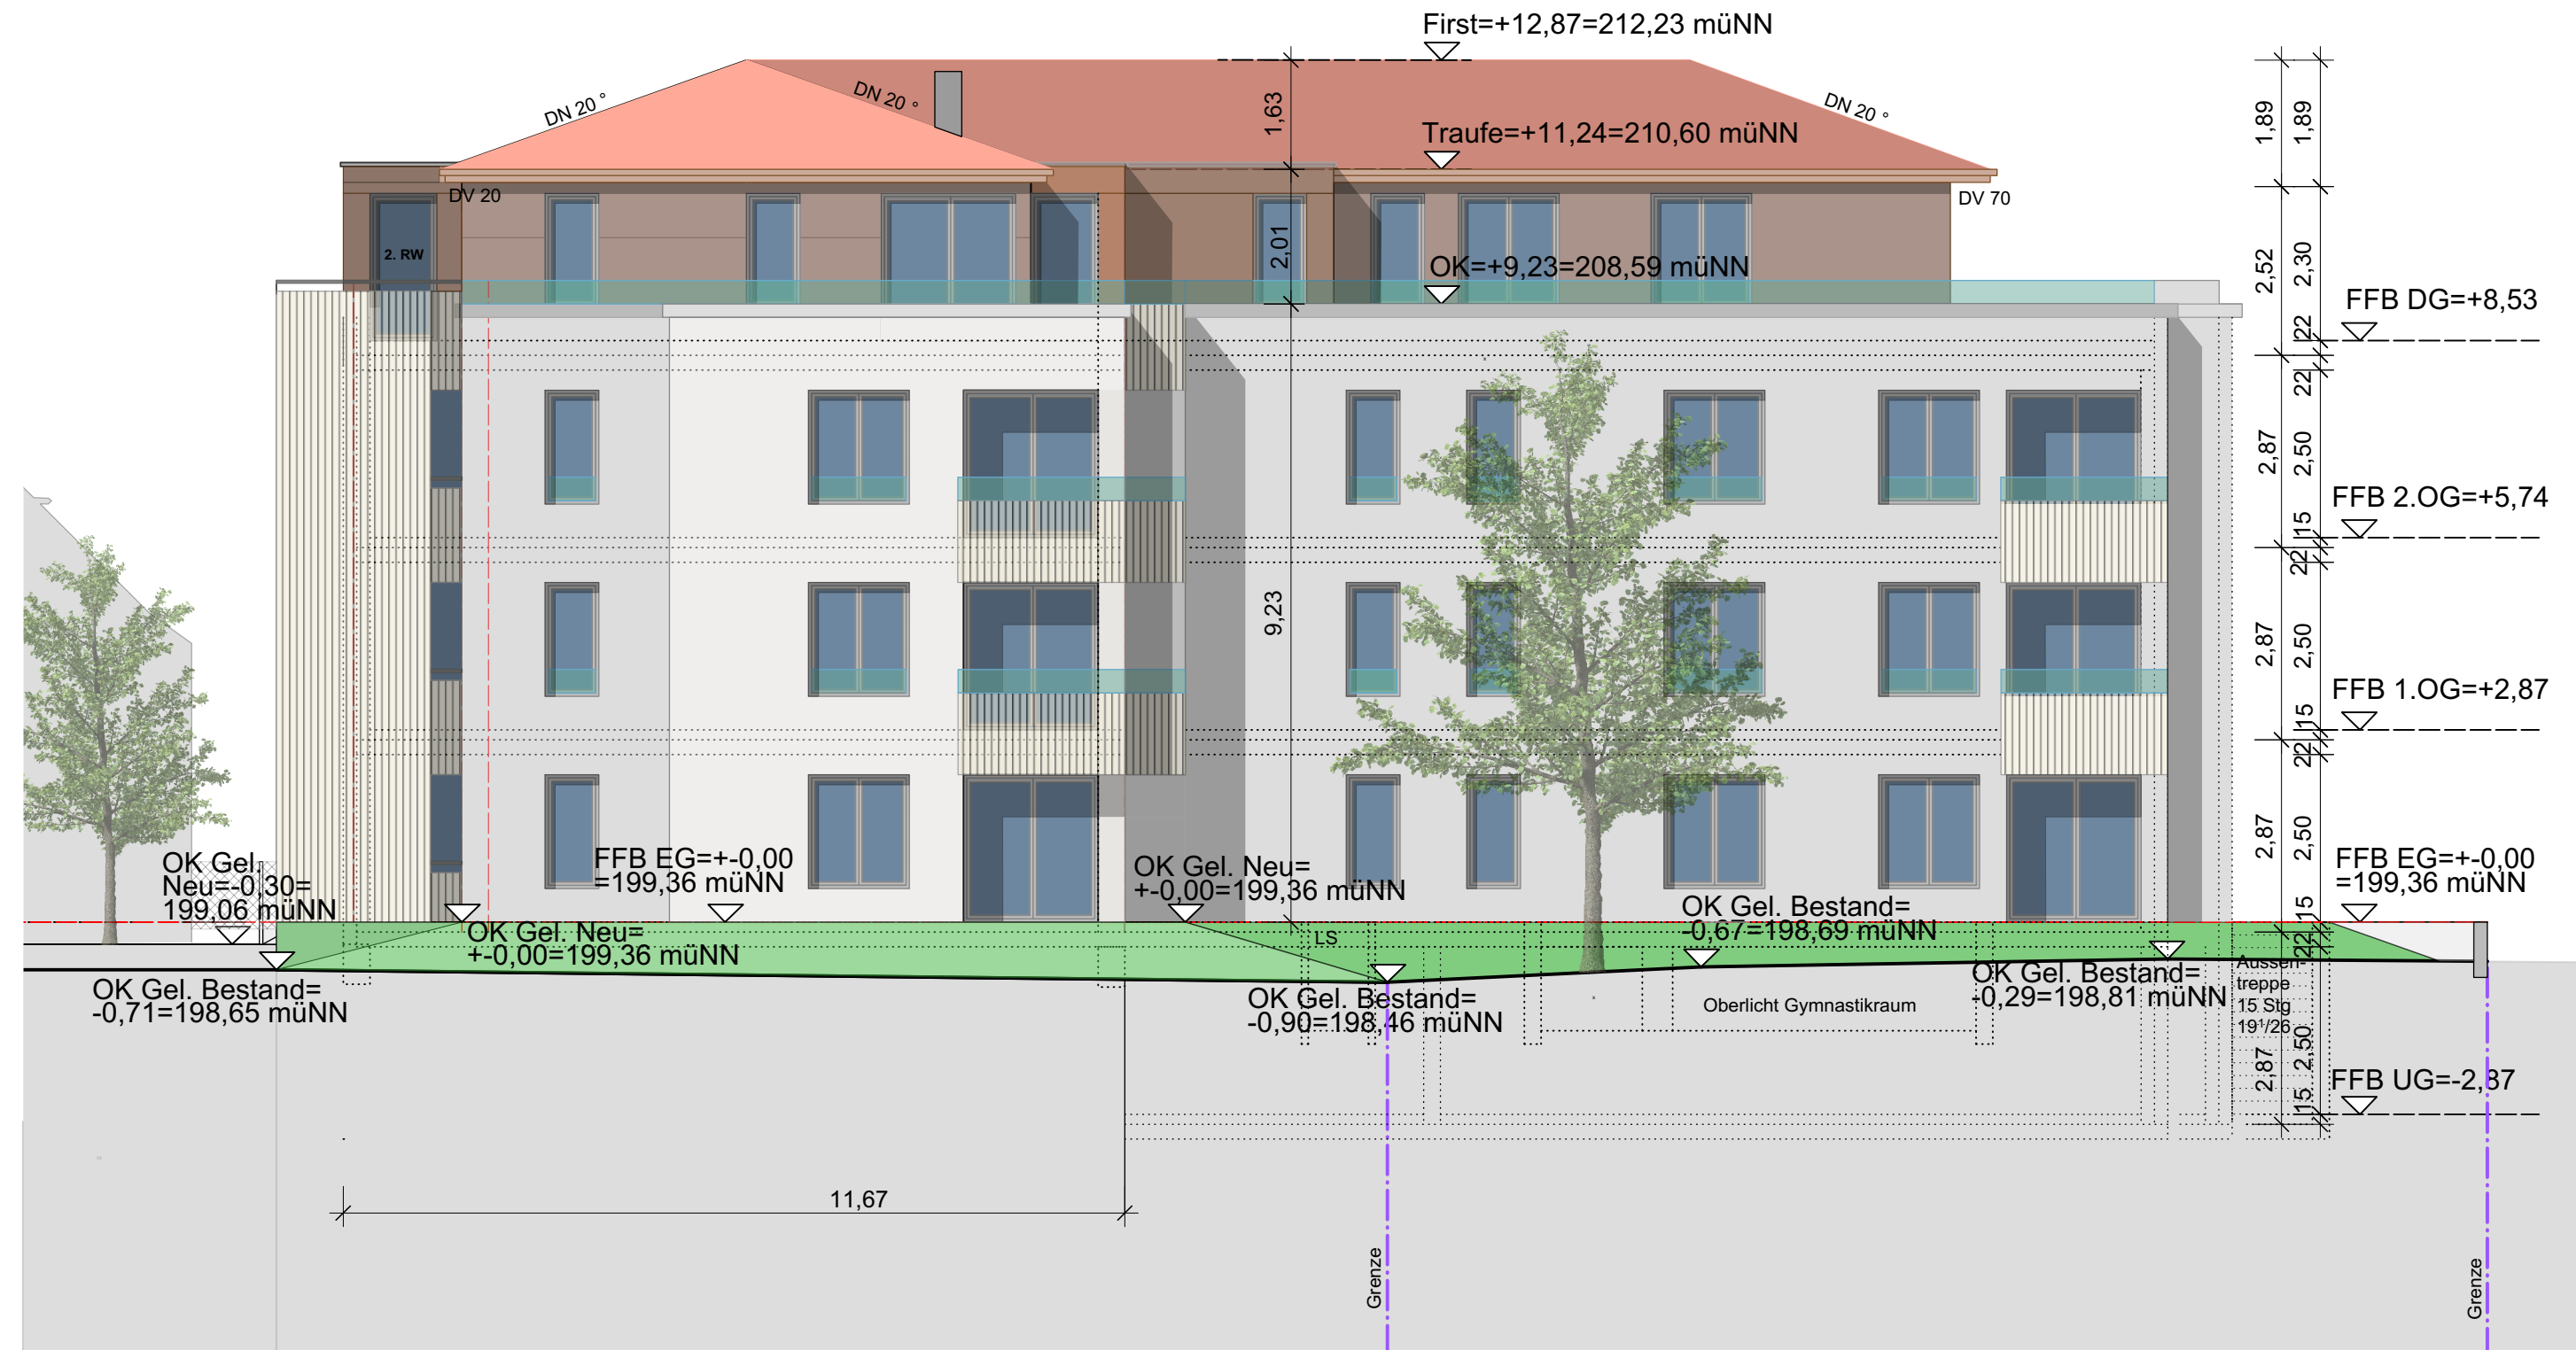 First=+12,87=212,23 müNN
DN 20 °
DN 20 °
DN 20 °
1,63
1,89
1,89
Traufe=+11,24=210,60 müNN
DV 20
DV 70
2. RW
2,01
OK=+9,23=208,59 müNN
2,52
2,30
FFB DG=+8,53
22
22
2,87
2,50
FFB 2.OG=+5,74
15
22
9,23
2,87
2,50
FFB 1.OG=+2,87
15
22
2,87
2,50
OK Gel.
Neu=-0,30=
199,06 müNN
FFB EG=+-0,00
=199,36 müNN
OK Gel. Neu=
+-0,00=199,36 müNN
FFB EG=+-0,00
=199,36 müNN
OK Gel. Bestand=
-0,67=198,69 müNN
15
22
OK Gel. Neu=
+-0,00=199,36 müNN
LS
OK Gel. Bestand=
-0,71=198,65 müNN
OK Gel. Bestand=
-0,90=198,46 müNN
Oberlicht Gymnastikraum
OK Gel. Bestand=
-0,29=198,81 müNN
Aussen-
treppe
15 Stg
19¹/26
2,87
2,50
15
FFB UG=-2,87
11,67
Grenze
Grenze